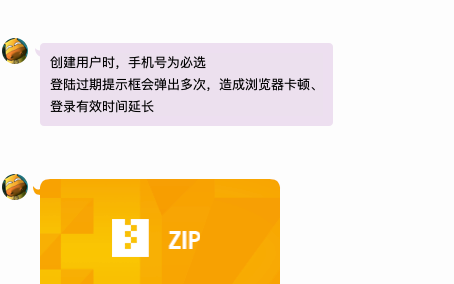 创建用户时，手机号为必选
登陆过期提示框会弹出多次，造成浏览器卡顿、
登录有效时间延长
ZIP